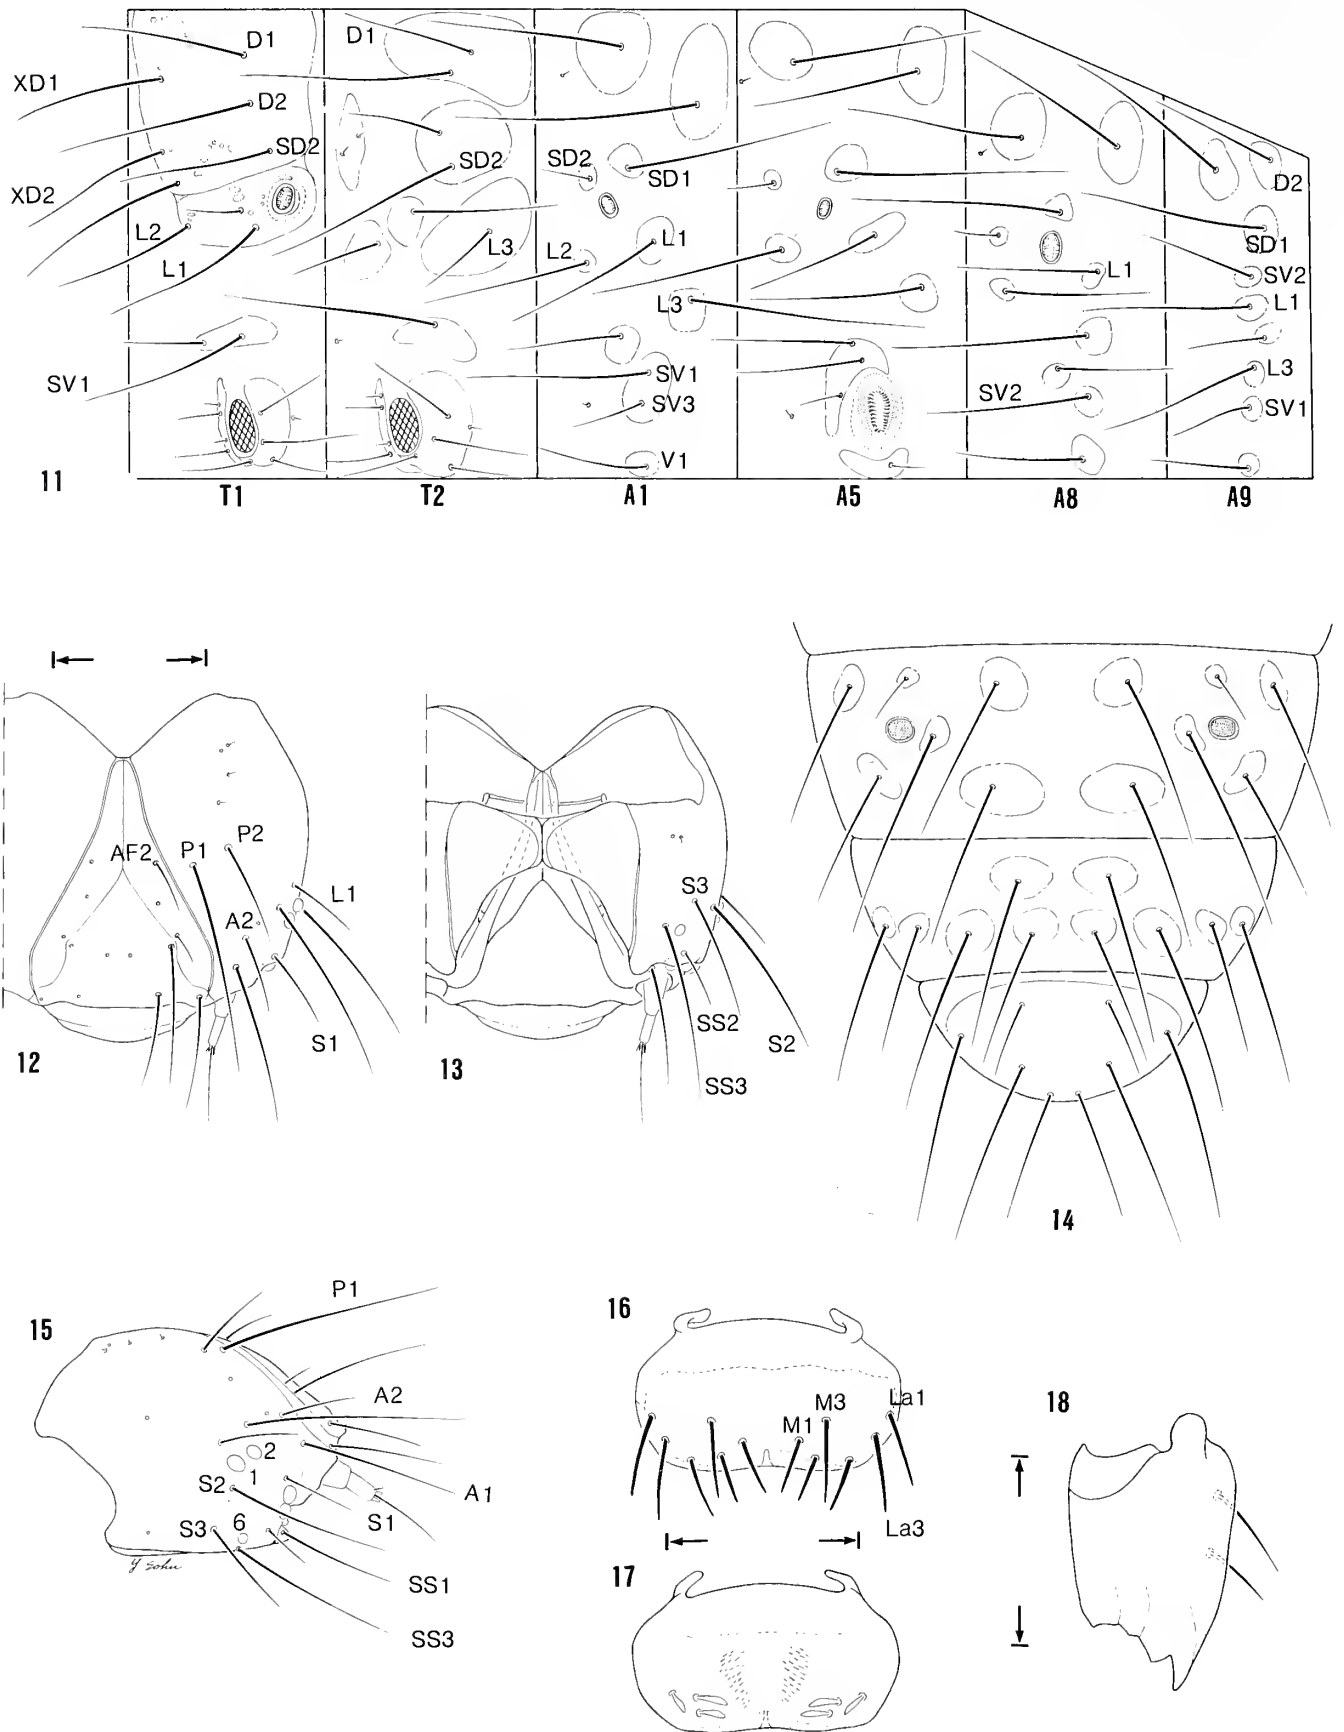 D1
D1
XD1
D2
SD2
SD2
SD2
SD1
XD2
D2
L2
L1
L3
L2
L1
SD1
L1
SV2
L3
L1
SV1
SV1
SV2
L3
SV3
SV1
V1
11
T1
T2
A1
A5
A8
A9
AF2
P1
P2
L1
A2
S1
12
S3
SS2
S2
SS3
13
14
15
P1
A2
2
1
S2
A1
S1
S3
6
SS1
SS3
Y Sohn
16
M3
La1
M1
La3
17
18